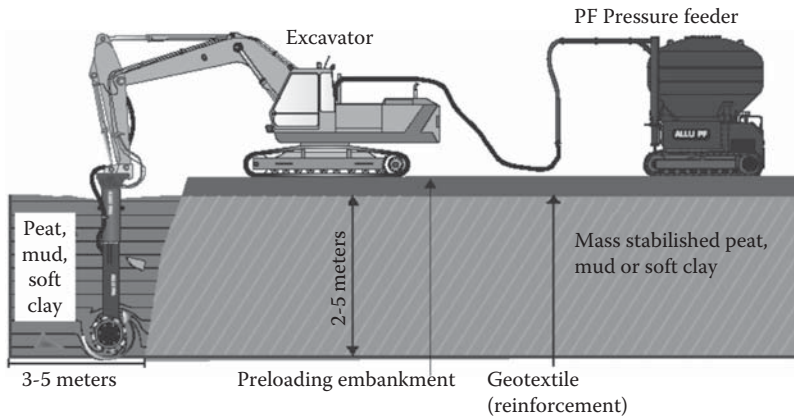 PF Pressure feeder
Excavator
ALLU PF
Peat,
mud,
soft
clay
2-5 meters
Mass stabilished peat,
mud or soft clay
3-5 meters
Preloading embankment
Geotextile
(reinforcement)